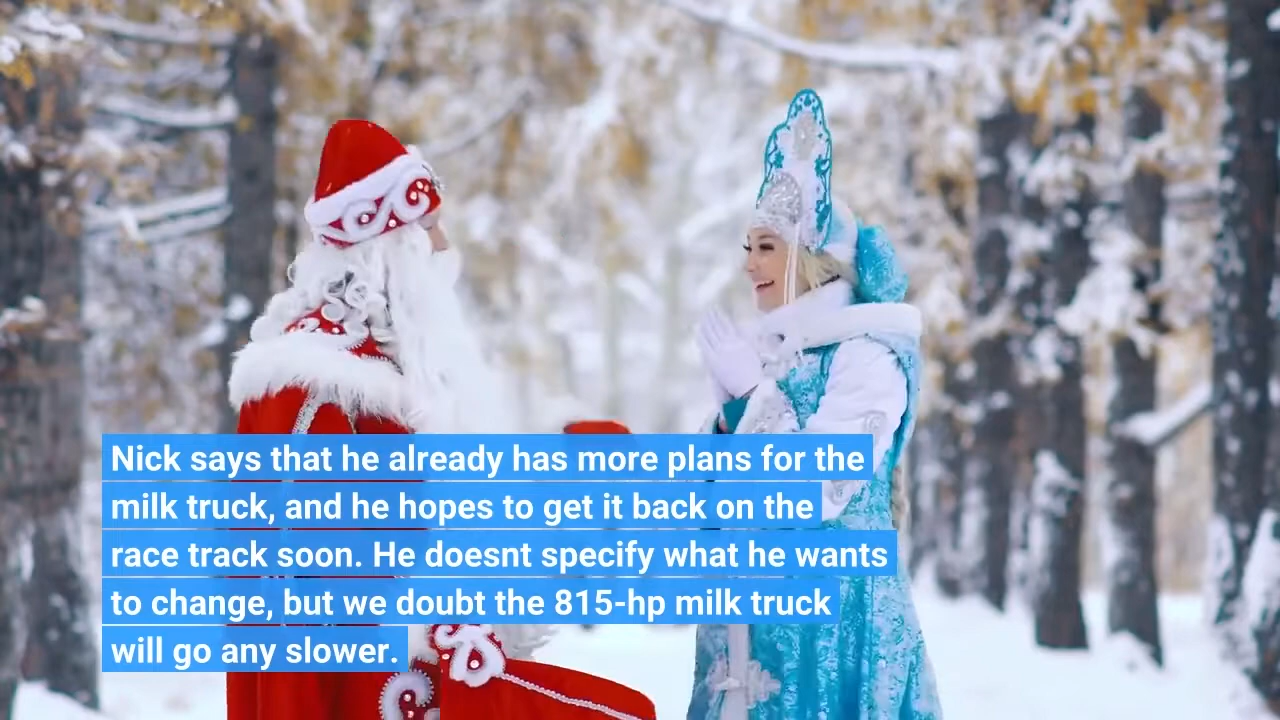 Nick says that he already has more plans for the
milk truck, and he hopes to get it back on the
race track soon. He doesnt specify what he wants
to change, but we doubt the 815-hp milk truck
will go any slower.